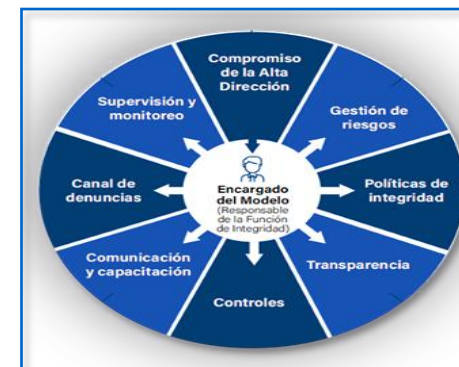 Compromiso
de la Alta
Dirección
Gestión de
riesgos
Políticas de
integridad
Transparencia
Controles
Comunicación
y capacitación
Canal de
denuncias
Supervisión y
monitoreo
Encargado
del Modelo
(Responsable
de la Función
de Integridad)